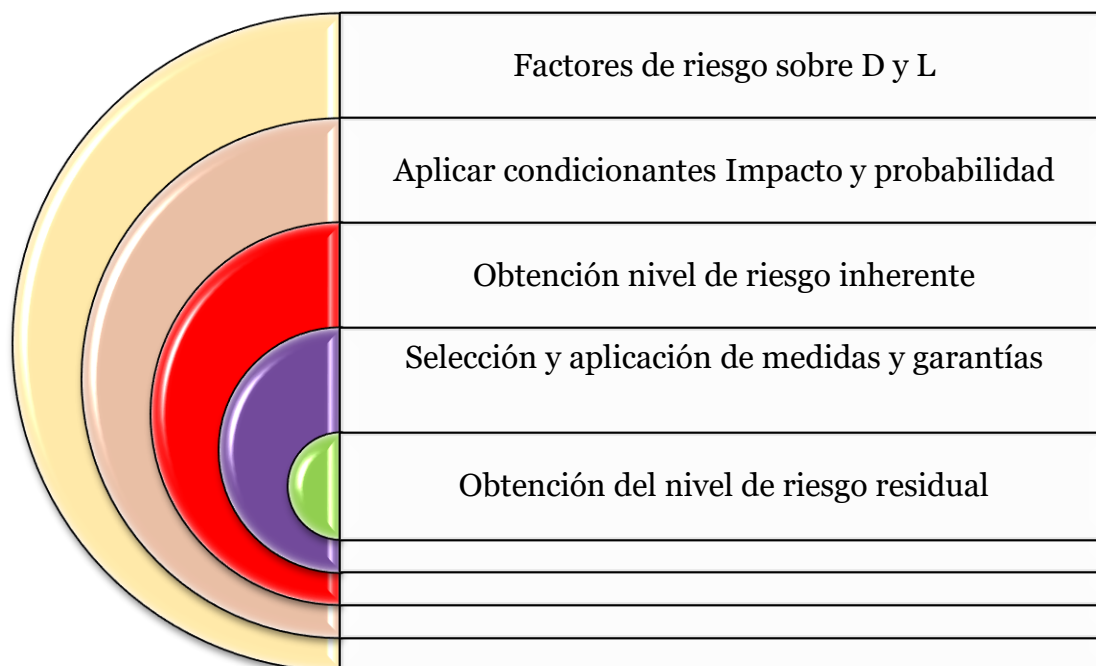 Factores de riesgo sobre D y L
Aplicar condicionantes Impacto y probabilidad
Obtención nivel de riesgo inherente
Selección y aplicación de medidas y garantías
Obtención del nivel de riesgo residual